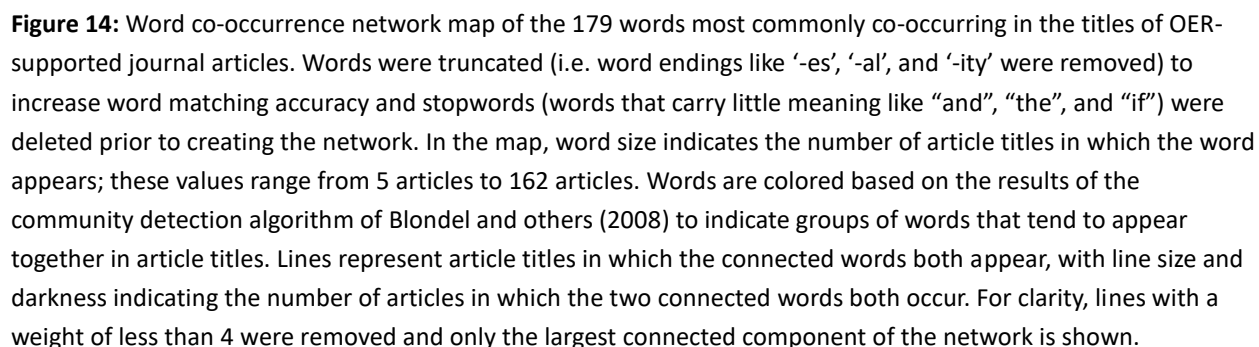 Figure 14: Word co-occurrence network map of the 179 words most commonly co-occurring in the titles of OER-
supported journal articles. Words were truncated (i.e. word endings like ‘-es’, ‘-al’, and ‘-ity’ were removed) to
increase word matching accuracy and stopwords (words that carry little meaning like “and”, “the”, and “if”) were
deleted prior to creating the network. In the map, word size indicates the number of article titles in which the word
appears; these values range from 5 articles to 162 articles. Words are colored based on the results of the
community detection algorithm of Blondel and others (2008) to indicate groups of words that tend to appear
together in article titles. Lines represent article titles in which the connected words both appear, with line size and
darkness indicating the number of articles in which the two connected words both occur. For clarity, lines with a
weight of less than 4 were removed and only the largest connected component of the network is shown.